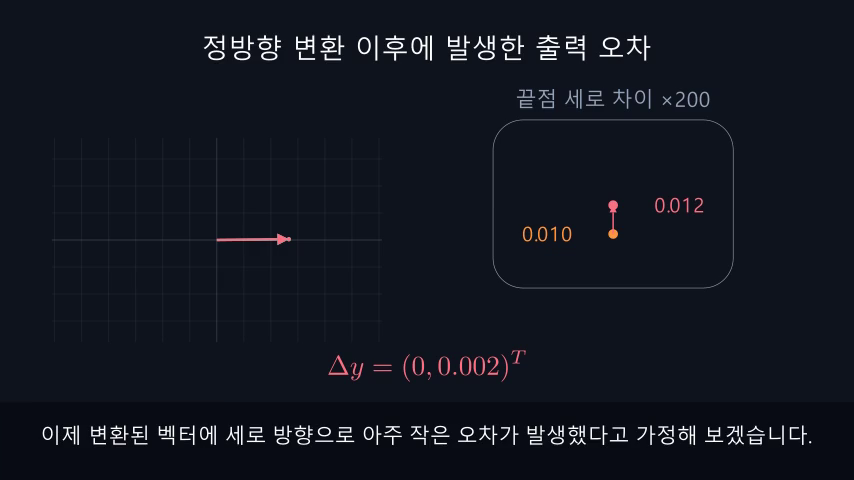 정방향 변환 이후에 발생한 출력 오차
끝점 세로 차이 ×200
0.012
0.010
Δy = (0, 0.002)^T
이제 변환된 벡터에 세로 방향으로 아주 작은 오차가 발생했다고 가정해 보겠습니다.